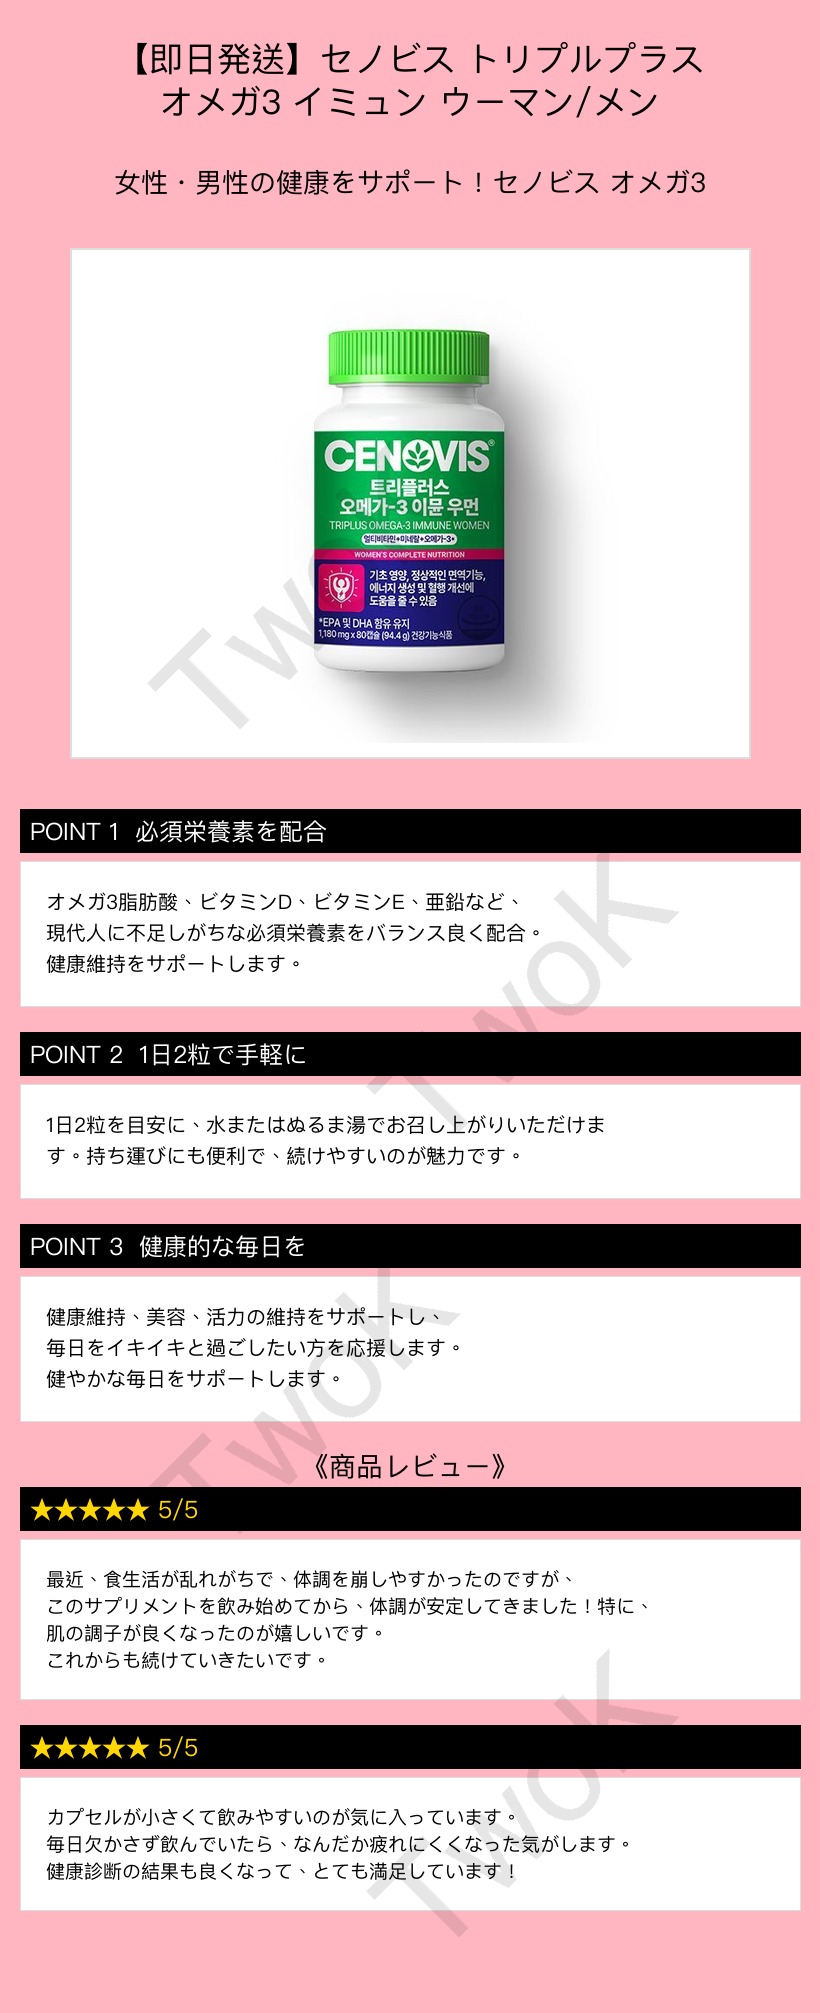 【即日発送】セノビス トリプルプラス
オメガ3 イミュン ウーマン/メン
女性・男性の健康をサポート！セノビス オメガ3
CENOVIS®
트리플러스
오메가-3 이뮨 우먼
TRIPLUS OMEGA-3 IMMUNE WOMEN
멀티비타민+미네랄+오메가-3*
WOMEN'S COMPLETE NUTRITION
기초 영양, 정상적인 면역기능,
에너지 생성 및 혈행 개선에
도움을 줄 수 있음
*EPA 및 DHA 함유 유지
1,180 mg x 80캡슐 (94.4 g) 건강기능식품
TwoK
POINT 1 必須栄養素を配合
オメガ3脂肪酸、ビタミンD、ビタミンE、亜鉛など、
現代人に不足しがちな必須栄養素をバランス良く配合。
健康維持をサポートします。
TwoK
POINT 2 1日2粒で手軽に
1日2粒を目安に、水またはぬるま湯でお召し上がりいただけま
す。持ち運びにも便利で、続けやすいのが魅力です。
POINT 3 健康的な毎日を
健康維持、美容、活力の維持をサポートし、
毎日をイキイキと過ごしたい方を応援します。
健やかな毎日をサポートします。
TwoK
《商品レビュー》
★★★★★ 5/5
最近、食生活が乱れがちで、体調を崩しやすかったのですが、
このサプリメントを飲み始めてから、体調が安定してきました！特に、
肌の調子が良くなったのが嬉しいです。
これからも続けていきたいです。
★★★★★ 5/5
カプセルが小さくて飲みやすいのが気に入っています。
毎日欠かさず飲んでいたら、なんだか疲れにくくなった気がします。
健康診断の結果も良くなって、とても満足しています！
TwoK